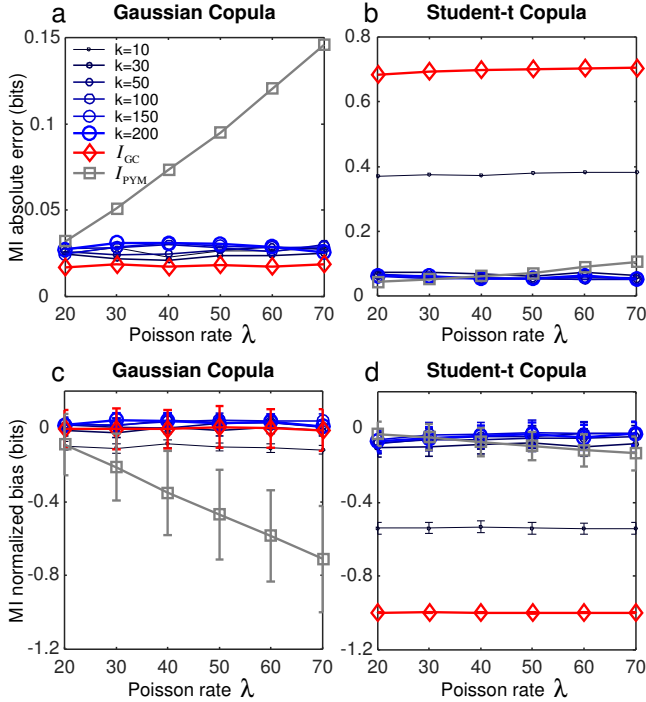 a
Gaussian Copula
MI absolute error (bits)
0.15
0.1
0.05
0
k=10
k=30
k=50
k=100
k=150
k=200
I_GC
I_PYM
20 30 40 50 60 70
Poisson rate λ
b
Student-t Copula
0.8
0.6
0.4
0.2
0
20 30 40 50 60 70
Poisson rate λ
c
Gaussian Copula
MI normalized bias (bits)
0
-0.4
-0.8
-1.2
20 30 40 50 60 70
Poisson rate λ
d
Student-t Copula
0
-0.4
-0.8
-1.2
20 30 40 50 60 70
Poisson rate λ